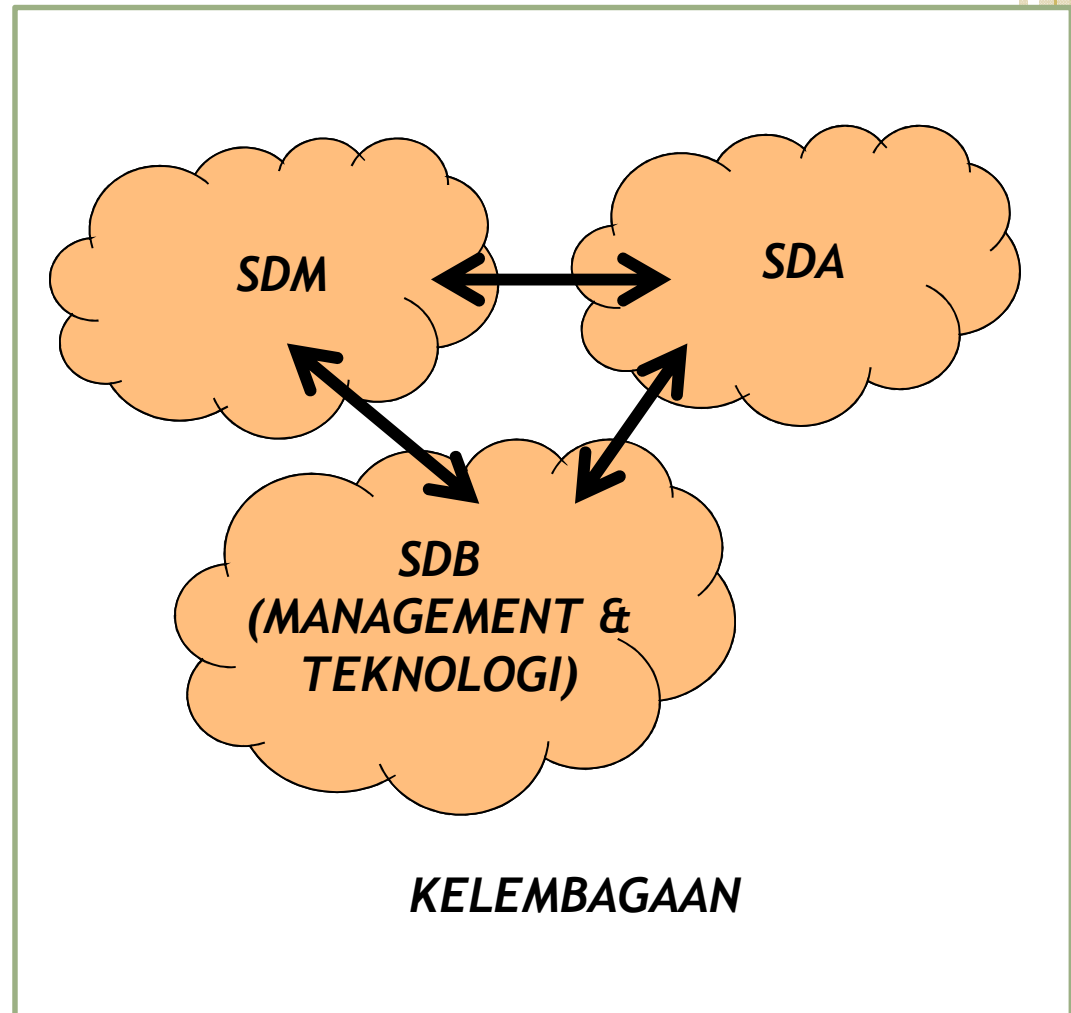 SDM
SDA
SDB
(MANAGEMENT &
TEKNOLOGI)
KELEMBAGAAN